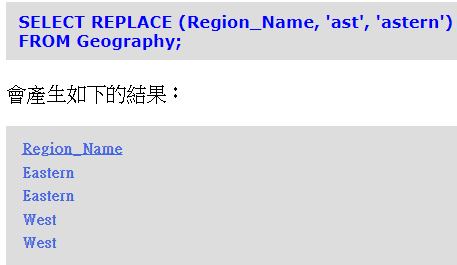 SELECT REPLACE (Region_Name, 'ast', 'astern')
FROM Geography;
會產生如下的結果：
Region_Name
Eastern
Eastern
West
West